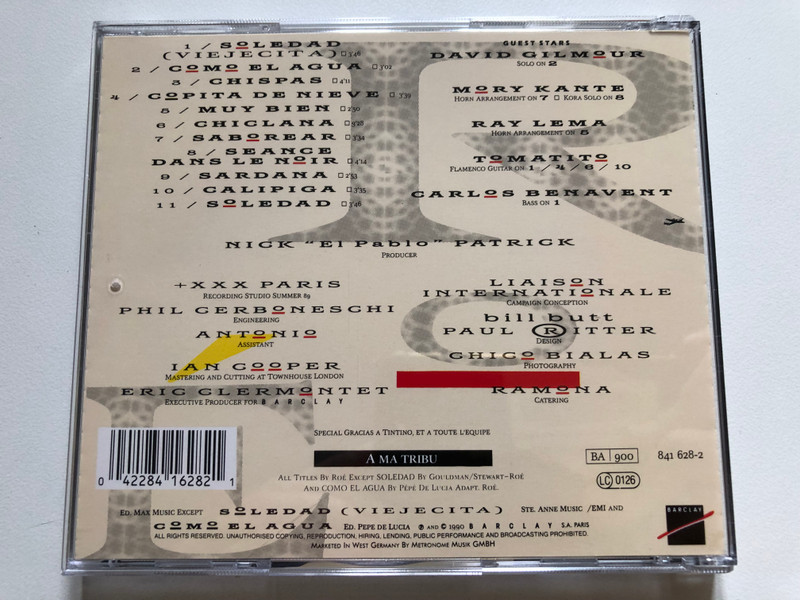 1 / SOLEDAD
(VIEJECITA) 3'46
2 / COMO EL AGUA 3'02
3 / CHISPAS 4'11
4 / COPITA DE NIEVE 3'39
5 / MUY BIEN 2'50
6 / CHICLANA 5'28
7 / SABOREAR 3'34
8 / SEANCE
DANS LE NOIR 4'14
9 / SARDANA 2'53
10 / CALIPIGA 3'35
11 / SOLEDAD 3'46
GUEST STARS
DAVID GILMOUR
SOLO ON 2
MORY KANTE
HORN ARRANGEMENT ON 7 □ KORA SOLO ON 8
RAY LEMA
HORN ARRANGEMENT ON 5
TOMATITO
FLAMENCO GUITAR ON 1 / 4 / 6 / 10
CARLOS BENAVENT
BASS ON 1
NICK "El Pablo" PATRICK
PRODUCER
+XXX PARIS
RECORDING STUDIO SUMMER 89
PHIL GERBONESCHI
ENGINEERING
ANTONIO
ASSISTANT
IAN COOPER
MASTERING AND CUTTING AT TOWNHOUSE LONDON
ERIC CLERMONTET
EXECUTIVE PRODUCER FOR BARCLAY
LIAISON
INTERNATIONALE
CAMPAIGN CONCEPTION
bill butt
PAUL RITTER
DESIGN
CHICO BIALAS
PHOTOGRAPHY
RAMONA
CATERING
SPECIAL GRACIAS A TINTINO, ET A TOUTE L'EQUIPE
A MA TRIBU
ALL TITLES BY ROÉ EXCEPT SOLEDAD BY GOULDMAN/STEWART-ROÉ
AND COMO EL AGUA BY PEPÉ DE LUCIA ADAPT. ROÉ.
0 42284 16282 1
BA 900 841 628-2
LC 0126
BARCLAY
ED. MAX MUSIC EXCEPT SOLEDAD (VIEJECITA) STE. ANNE MUSIC /EMI AND
COMO EL AGUA ED. PEPE DE LUCIA ℗ AND © 1990 BARCLAY S.A. PARIS
ALL RIGHTS RESERVED. UNAUTHORISED COPYING, REPRODUCTION, HIRING, LENDING, PUBLIC PERFORMANCE AND BROADCASTING PROHIBITED.
MARKETED IN WEST GERMANY BY METRONOME MUSIK GMBH